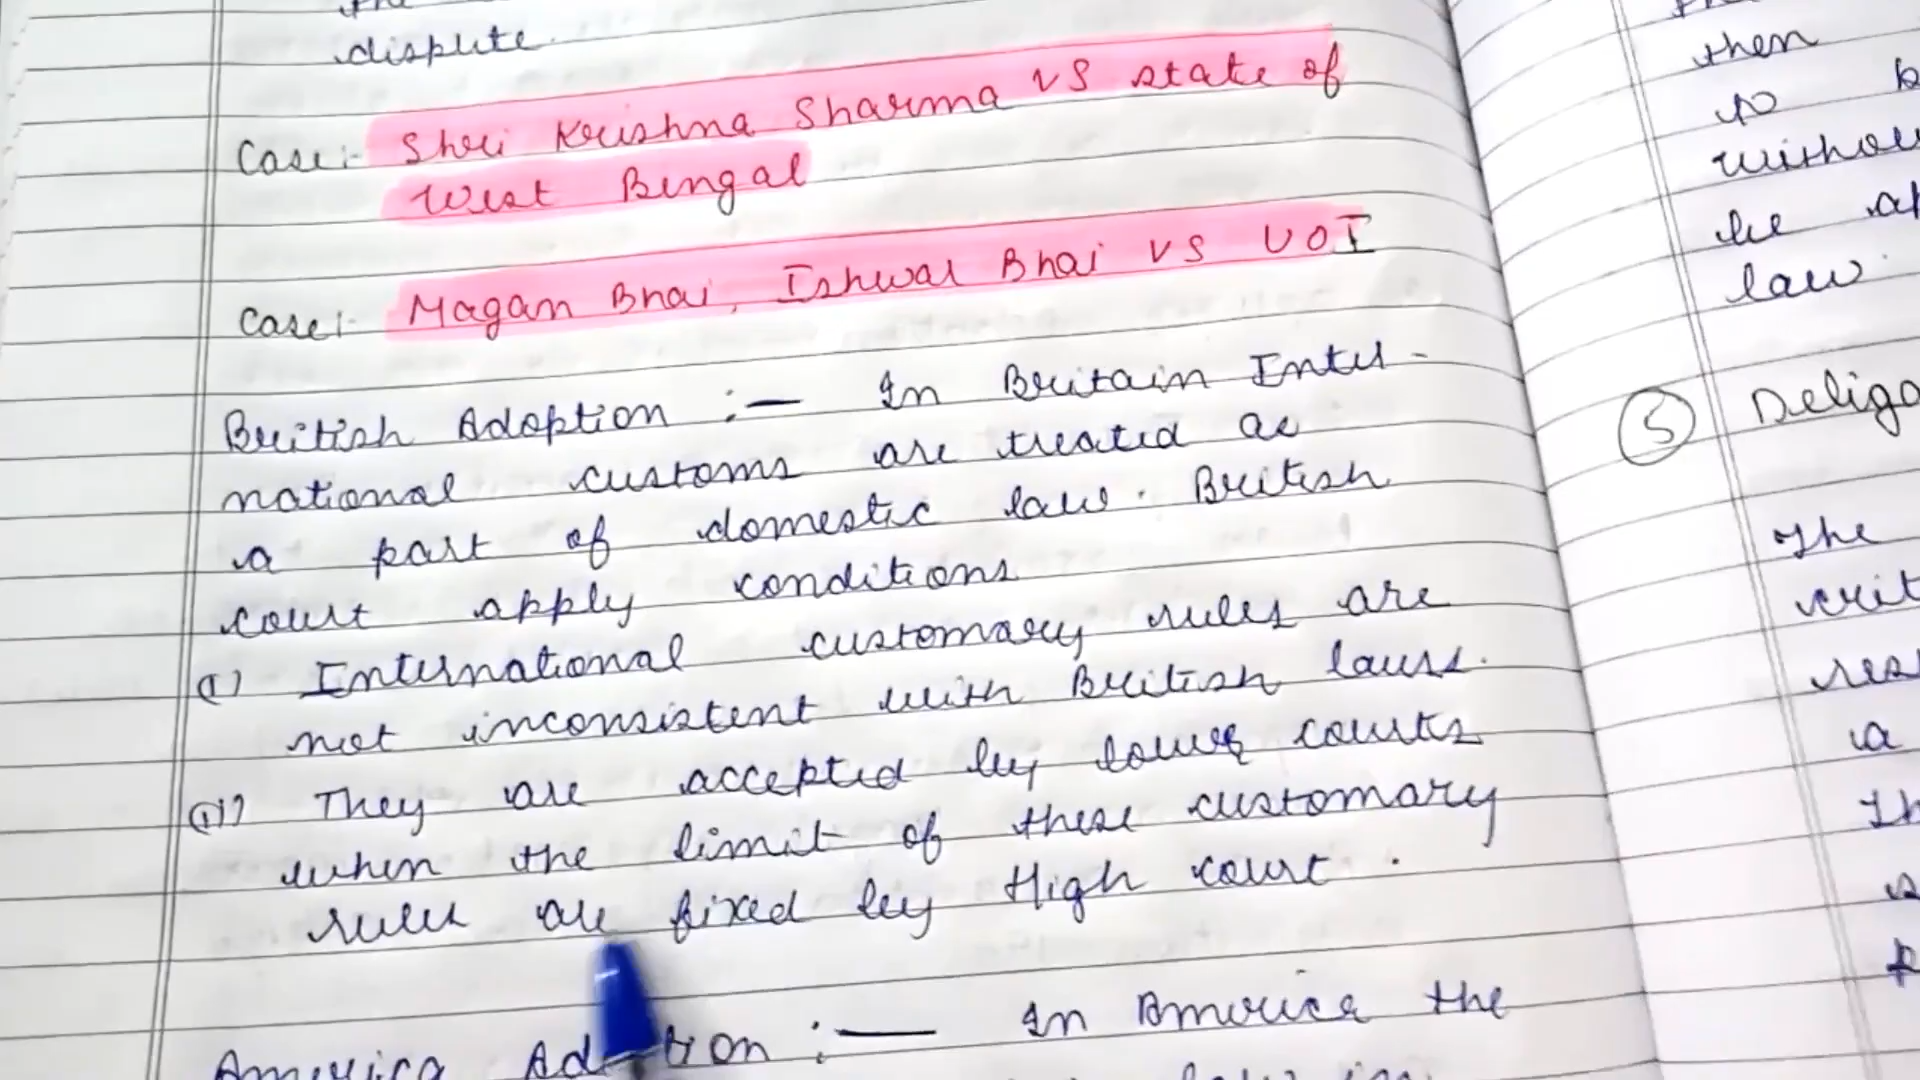 dispute.
Case:- Shri Krishna Sharma VS state of
West Bengal
Case:- Magan Bhai, Ishwar Bhai VS UOI
British Adoption :— In Britain Inter-
national customs are treated as
a part of domestic law. British
court apply conditions
(i) International customary rules are
not inconsistent with British laws.
(ii) They are accepted by lower courts
when the limit of these customary
rules are fixed by High court.
America :— In America the
then
to
be
law.
(5)
The
a